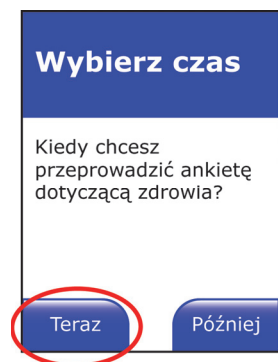 Wybierz czas
Kiedy chcesz
przeprowadzić ankietę
dotyczącą zdrowia?
Teraz
Później